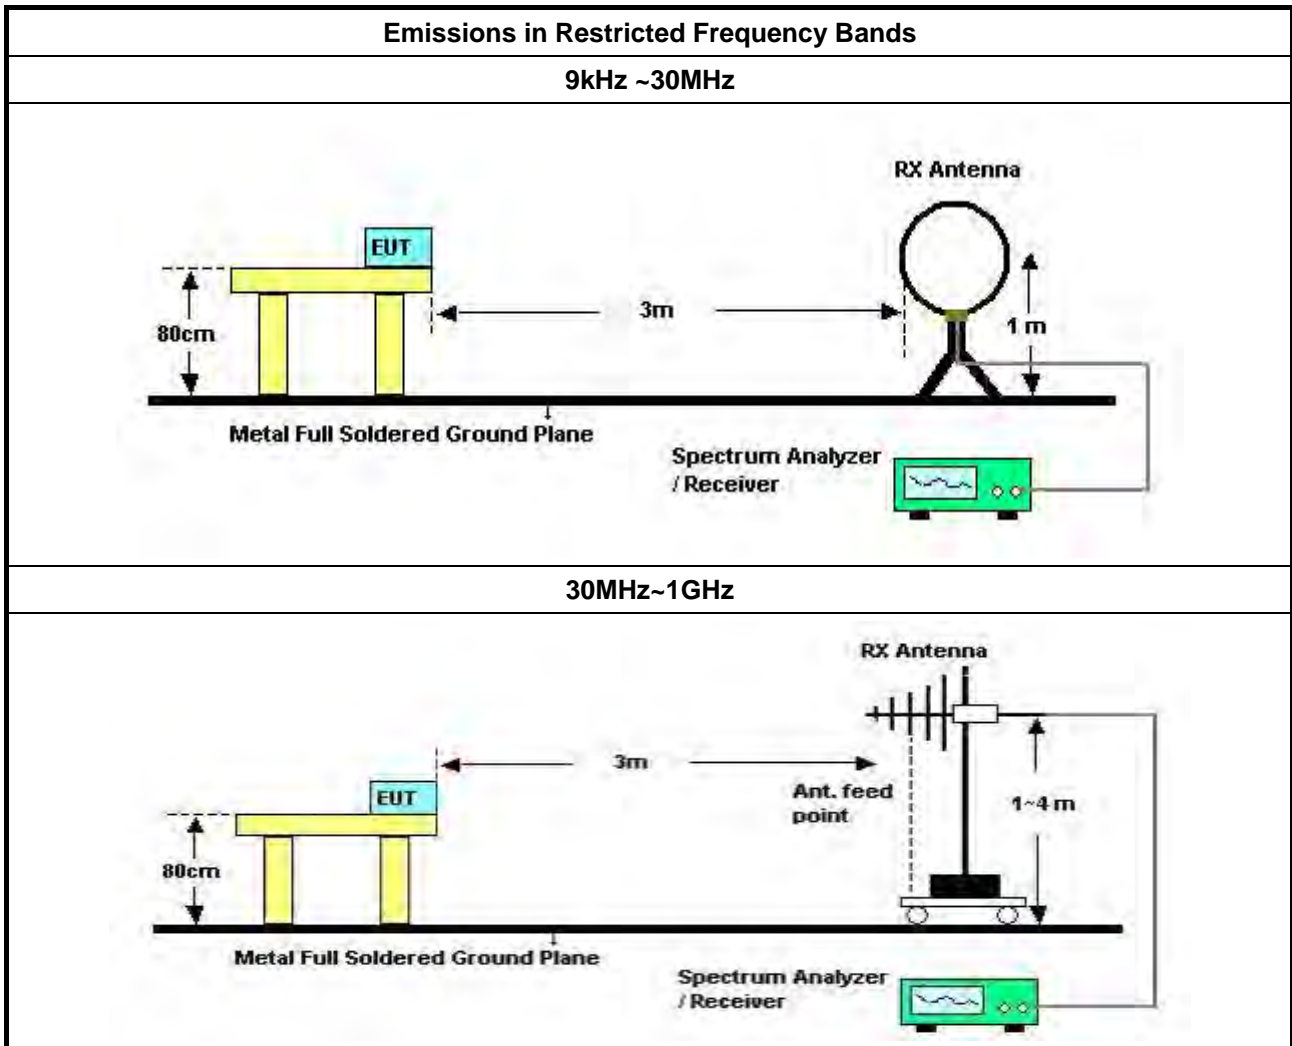 Emissions in Restricted Frequency Bands
9kHz ~30MHz
RX Antenna
EUT
3m
1 m
80cm
Metal Full Soldered Ground Plane
Spectrum Analyzer
/ Receiver
30MHz~1GHz
RX Antenna
3m
EUT
Ant. feed
point
1~4 m
80cm
Metal Full Soldered Ground Plane
Spectrum Analyzer
/ Receiver